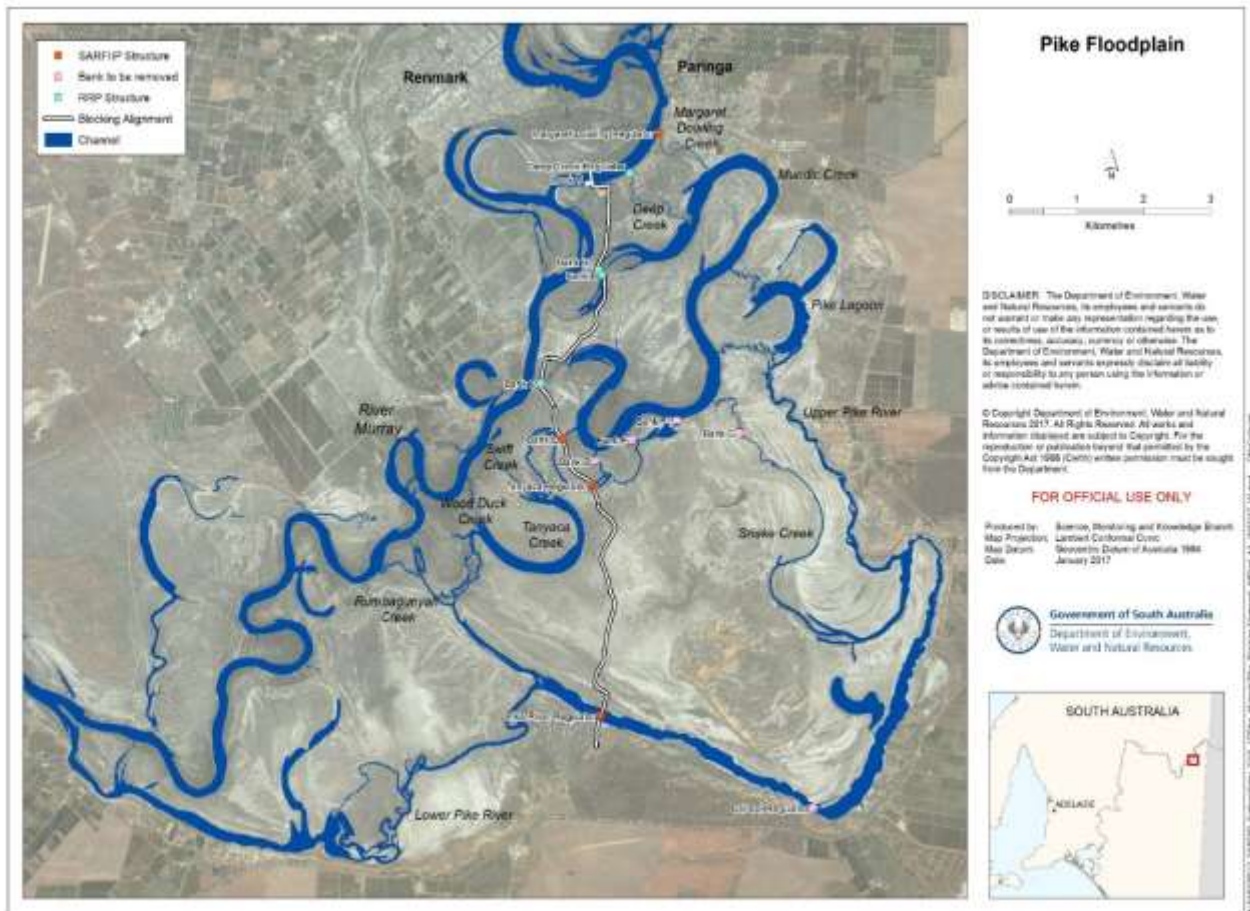 SARFIIP Structure
Bank to be removed
RRP Structure
Blocking Alignment
Channel
Renmark
Paringa
Margaret
Dowling
Creek
Mundic Creek
Deep
Creek
Pike Lagoon
River
Murray
Upper Pike River
Swift
Creek
Wood Duck
Creek
Tanyaca
Creek
Snake Creek
Rumbagunyah
Creek
Lower Pike River
Pike Floodplain
N
0 1 2 3
Kilometres
DISCLAIMER: The Department of Environment, Water
and Natural Resources, its employees and servants do
not warrant or make any representation regarding the use,
or results of use of the information contained herein as to
its correctness, accuracy, currency or otherwise. The
Department of Environment, Water and Natural Resources,
its employees and servants expressly disclaim all liability
or responsibility to any person using the information or
advice contained herein.
© Copyright Department of Environment, Water and Natural
Resources 2017. All Rights Reserved. All works and
information displayed are subject to Copyright. For the
reproduction or publication beyond that permitted by the
Copyright Act 1968 (Cwlth) written permission must be sought
from the Department.
FOR OFFICIAL USE ONLY
Produced by: Science, Monitoring and Knowledge Branch
Map Projection: Lambert Conformal Conic
Map Datum: Geocentric Datum of Australia 1994
Date: January 2017
Government of South Australia
Department of Environment,
Water and Natural Resources
SOUTH AUSTRALIA
ADELAIDE